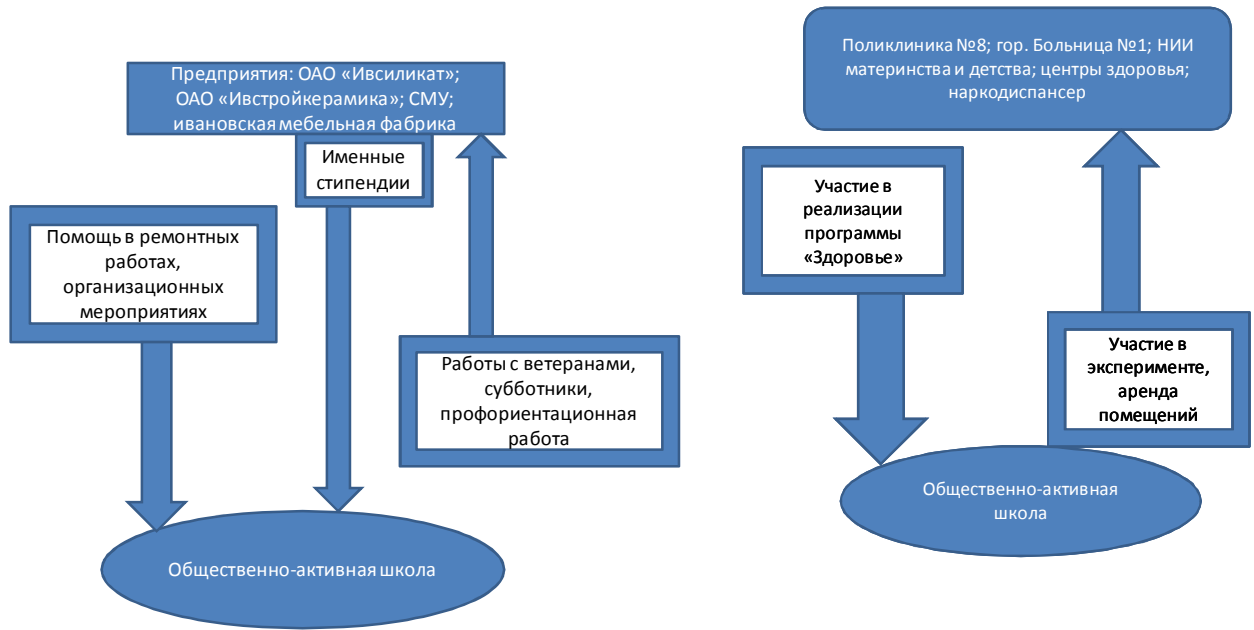 Предприятия: ОАО «Ивсиликат»;
ОАО «Ивстройкерамика»; СМУ;
ивановская мебельная фабрика
Именные
стипендии
Помощь в ремонтных
работах,
организационных
мероприятиях
Работы с ветеранами,
субботники,
профориентационная
работа
Общественно-активная школа
Поликлиника №8; гор. Больница №1; НИИ
материнства и детства; центры здоровья;
наркодиспансер
Участие в
реализации
программы
«Здоровье»
Участие в
эксперименте,
аренда
помещений
Общественно-активная
школа